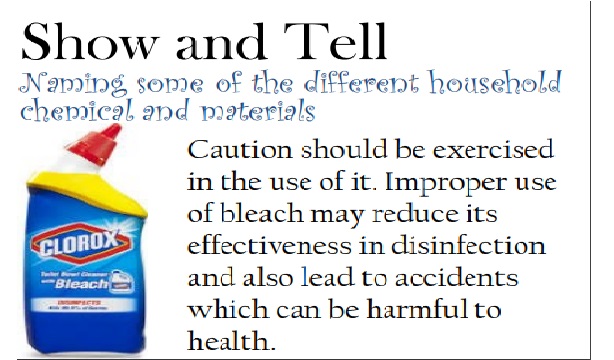 Show and Tell
Naming some of the different household
chemical and materials
Caution should be exercised
in the use of it. Improper use
of bleach may reduce its
effectiveness in disinfection
and also lead to accidents
which can be harmful to
health.
CLOROX
Toilet Bowl Cleaner
with Bleach
DISINFECTS